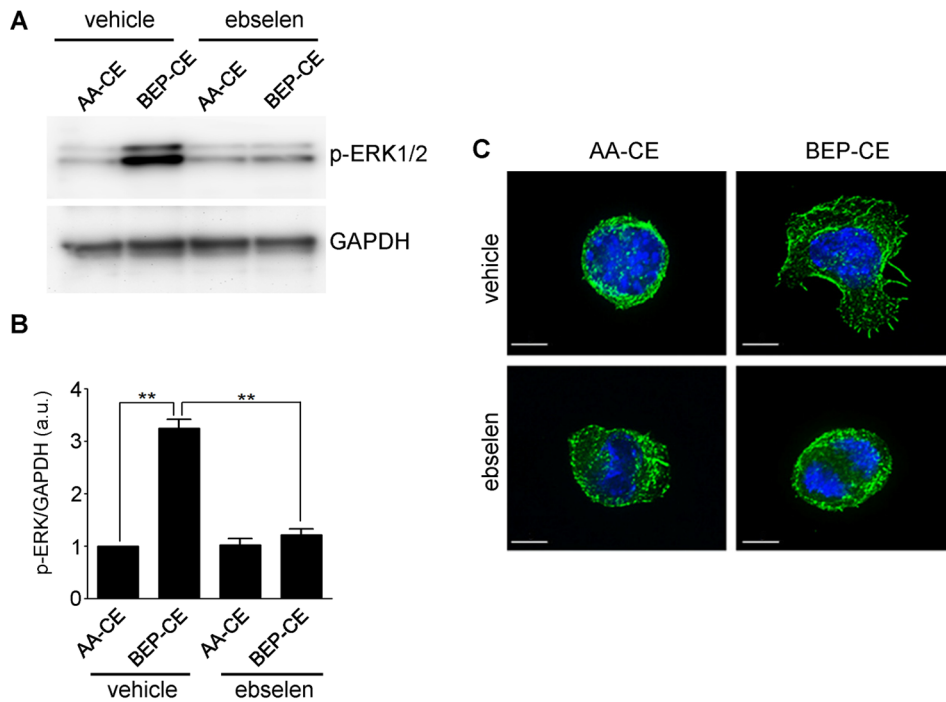 A
vehicle ebselen
AA-CE BEP-CE AA-CE BEP-CE
p-ERK1/2
GAPDH
B
p-ERK/GAPDH (a.u.)
4
3
2
1
0
** **
AA-CE BEP-CE AA-CE BEP-CE
vehicle ebselen
C
AA-CE BEP-CE
vehicle
ebselen